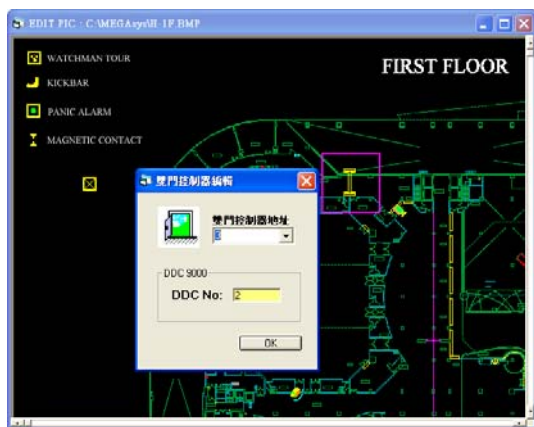 EDIT PIC : C:\MEGAsys\II-1F.BMP
FIRST FLOOR
WATCHMAN TOUR
KICKBAR
PANIC ALARM
MAGNETIC CONTACT
雙門控制器編輯
雙門控制器地址
DDC 9000
DDC No:
2
OK